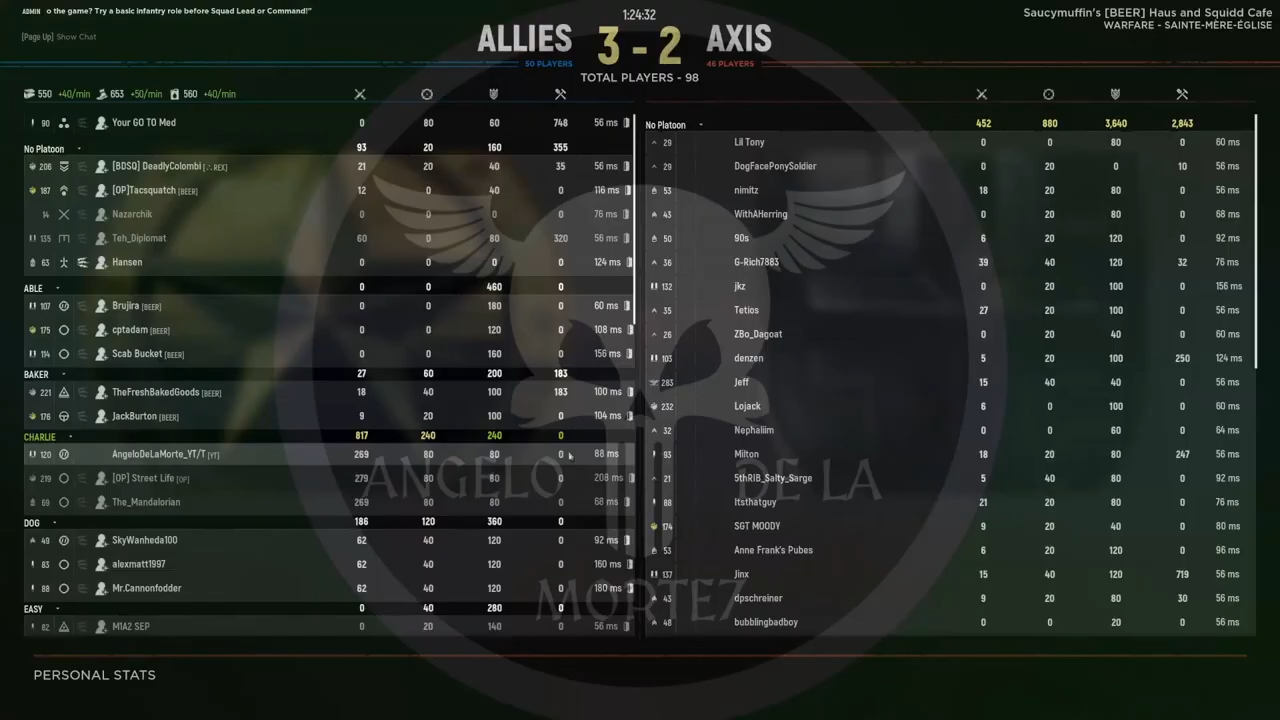 ADMIN o the game? Try a basic infantry role before Squad Lead or Command!"
[Page Up] Show Chat
1:24:32
ALLIES 3 - 2 AXIS
50 PLAYERS 46 PLAYERS
TOTAL PLAYERS - 98
Saucymuffin's [BEER] Haus and Squidd Cafe
WARFARE - SAINTE-MÈRE-ÉGLISE
550 +40/min 653 +50/min 560 +40/min
90 Your GO TO Med 0 80 60 748 56 ms
No Platoon 93 20 160 355
206 [BDSQ] DeadlyColombi [∴REX] 21 20 40 35 56 ms
187 [OP]Tacsquatch [BEER] 12 0 40 0 116 ms
14 Nazarchik 0 0 0 0 76 ms
135 Teh_Diplomat 60 0 80 320 56 ms
63 Hansen 0 0 0 0 124 ms
ABLE 0 0 460 0
107 Brujira [BEER] 0 0 180 0 60 ms
175 cptadam [BEER] 0 0 120 0 108 ms
114 Scab Bucket [BEER] 0 0 160 0 156 ms
BAKER 27 60 200 183
221 TheFreshBakedGoods [BEER] 18 40 100 183 100 ms
176 JackBurton [BEER] 9 20 100 0 104 ms
CHARLIE 817 240 240 0
120 AngeloDeLaMorte_YT/T [YT] 269 80 80 0 88 ms
219 [OP] Street Life [OP] 279 80 80 0 208 ms
69 The_Mandalorian 269 80 80 0 68 ms
DOG 186 120 360 0
49 SkyWanheda100 62 40 120 0 92 ms
83 alexmatt1997 62 40 120 0 160 ms
88 Mr.Cannonfodder 62 40 120 0 180 ms
EASY 0 40 280 0
82 M1A2 SEP 0 20 140 0 56 ms
No Platoon 452 880 3,640 2,843
29 Lil Tony 0 0 80 0 60 ms
29 DogFacePonySoldier 0 20 0 10 56 ms
53 nimitz 18 20 80 0 56 ms
43 WithAHerring 0 20 80 0 68 ms
50 90s 6 20 120 0 92 ms
36 G-Rich7883 39 40 120 32 76 ms
132 jkz 0 20 100 0 156 ms
35 Tetios 27 20 100 0 56 ms
26 ZBo_Dagoat 0 20 40 0 60 ms
103 denzen 5 20 100 250 124 ms
283 Jeff 15 40 40 0 56 ms
232 Lojack 6 0 100 0 60 ms
32 Nephaliim 0 0 60 0 64 ms
93 Milton 18 20 80 247 56 ms
21 5thRIB_Salty_Sarge 5 40 80 0 92 ms
88 Itsthatguy 21 20 80 0 76 ms
174 SGT MOODY 9 20 40 0 80 ms
53 Anne Frank's Pubes 6 20 120 0 96 ms
137 Jinx 15 40 120 719 56 ms
43 dpschreiner 9 20 80 30 56 ms
48 bubblingbadboy 0 0 20 0 56 ms
ANGELO DE LA
MORTE7
PERSONAL STATS